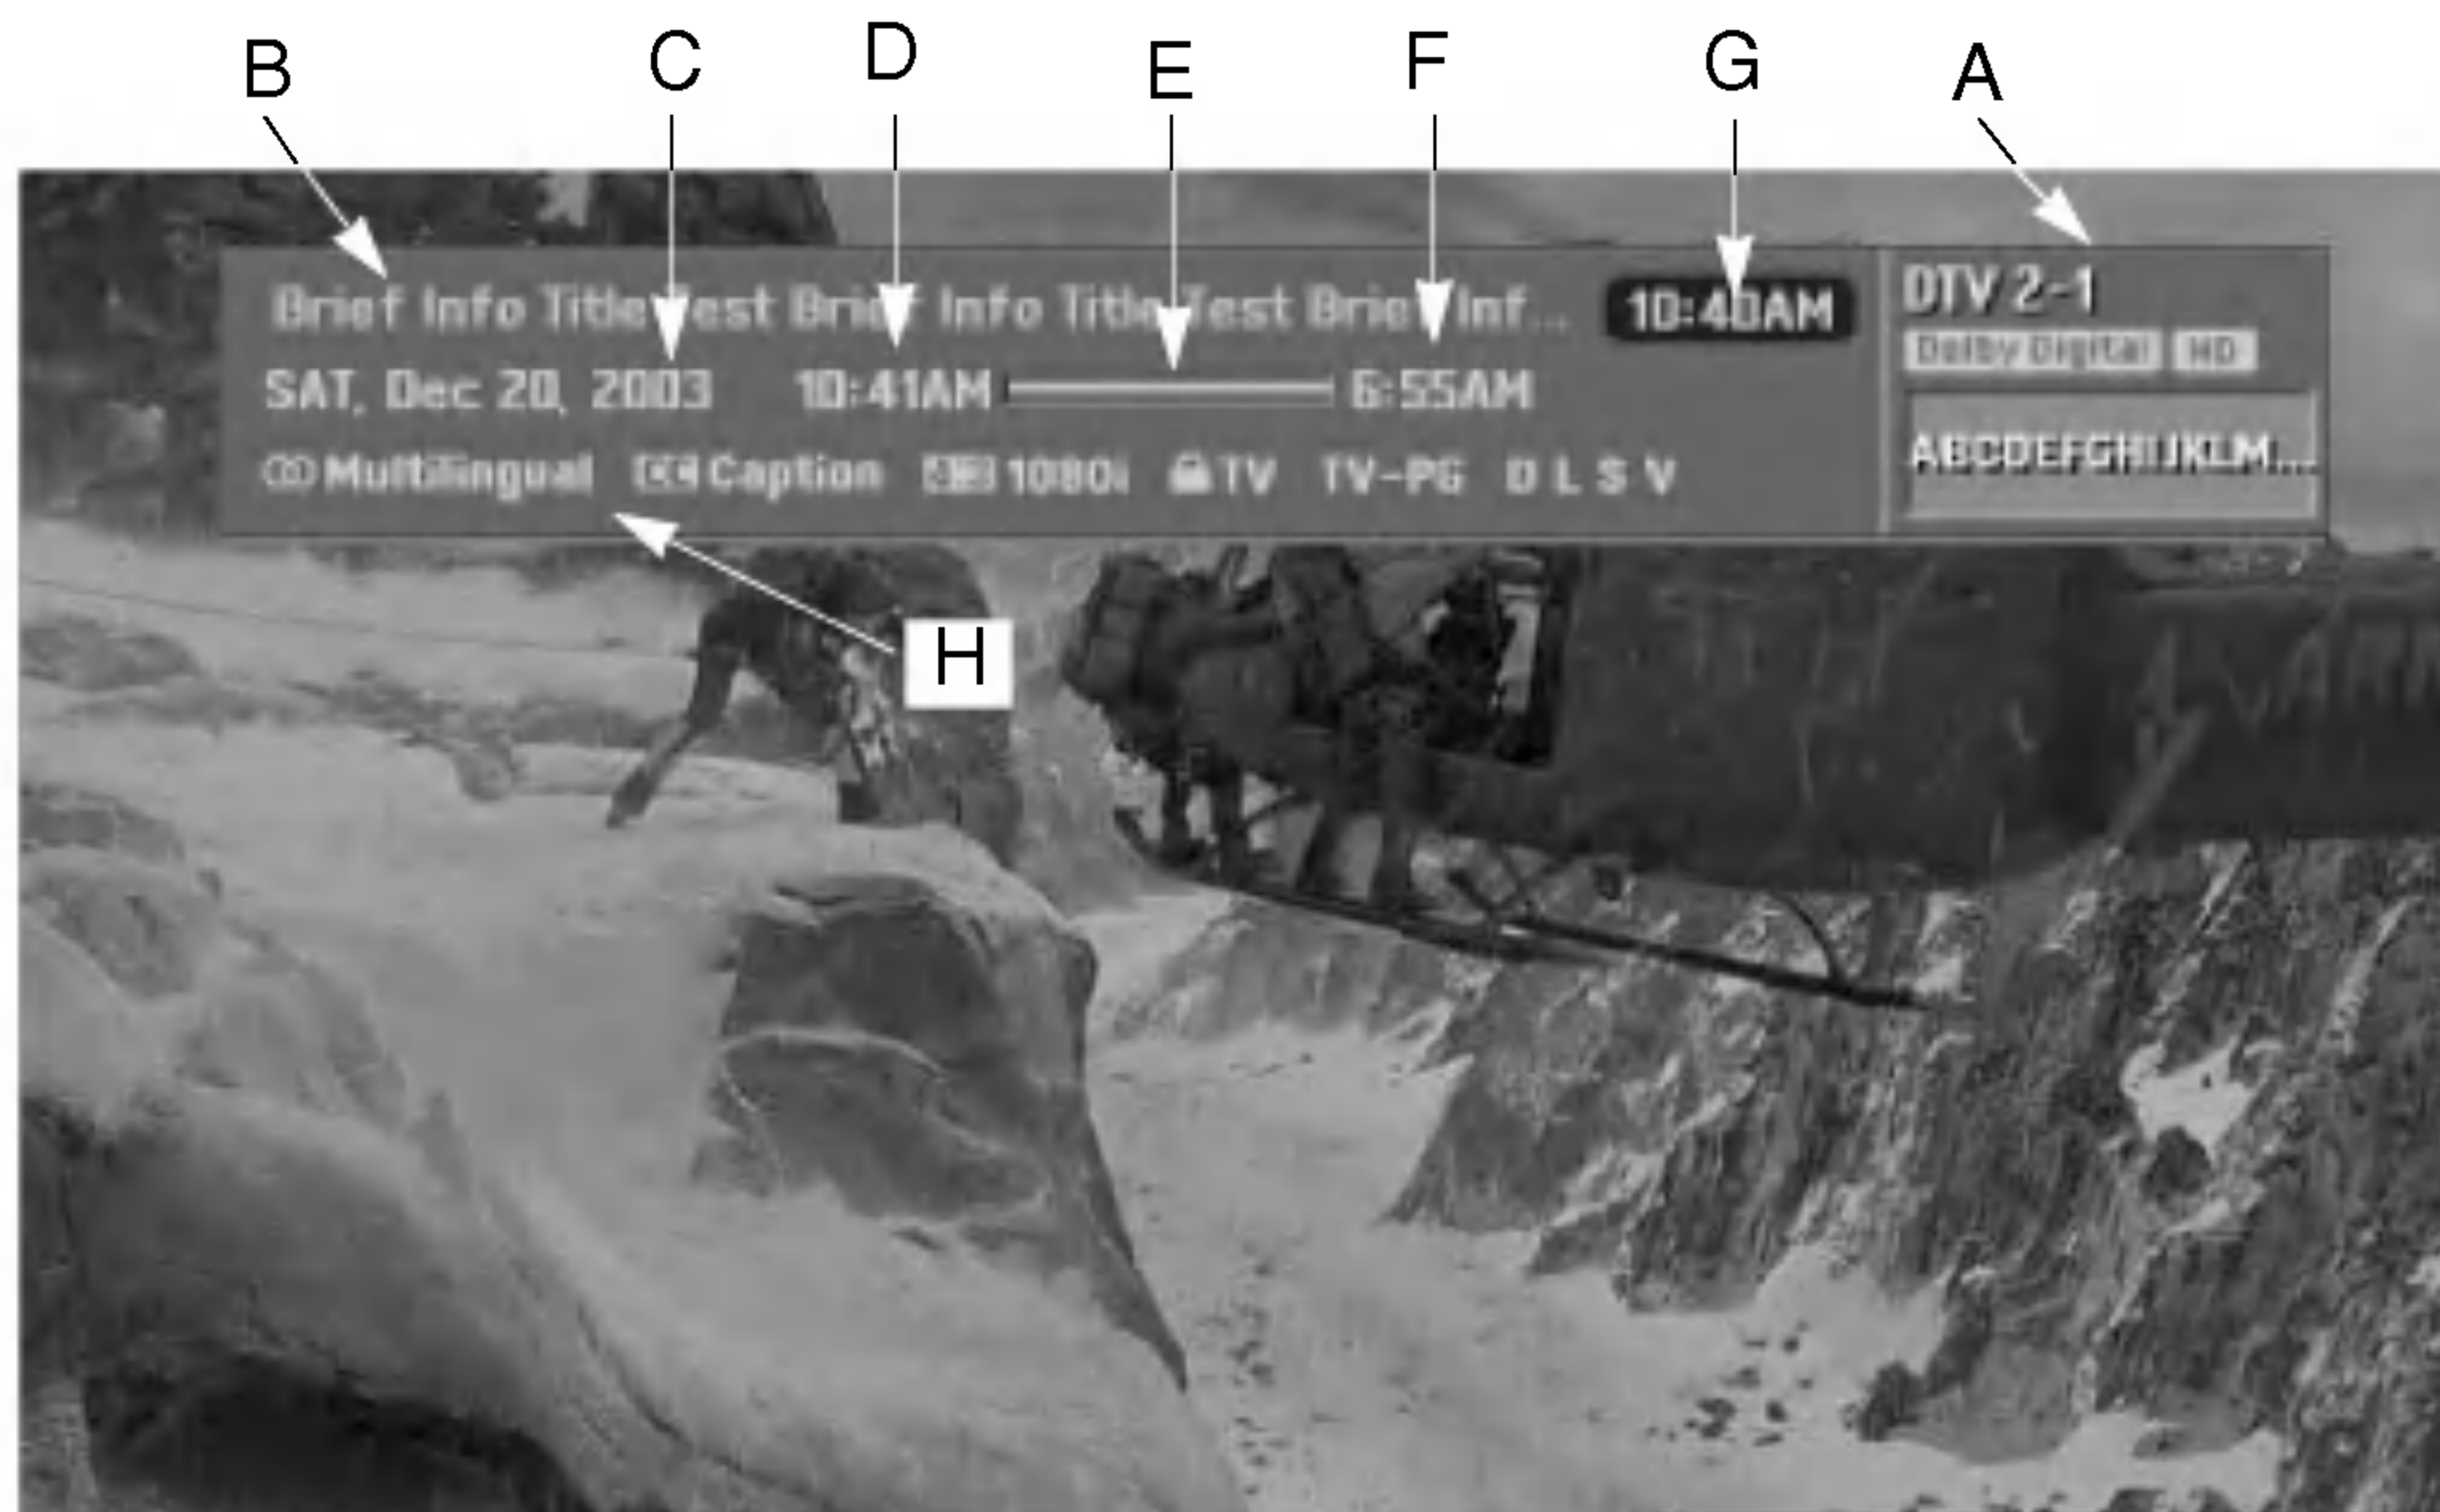 B C D E F G A
Brief Info Title Test Brief Info Title Test Brief Inf...
10:40AM
DTV 2-1
Dolby Digital HD
SAT, Dec 20, 2003 10:41AM 6:55AM
ABCDEFGHIJKLM...
Multilingual CC Caption 1080i TV TV-PG D L S V
H